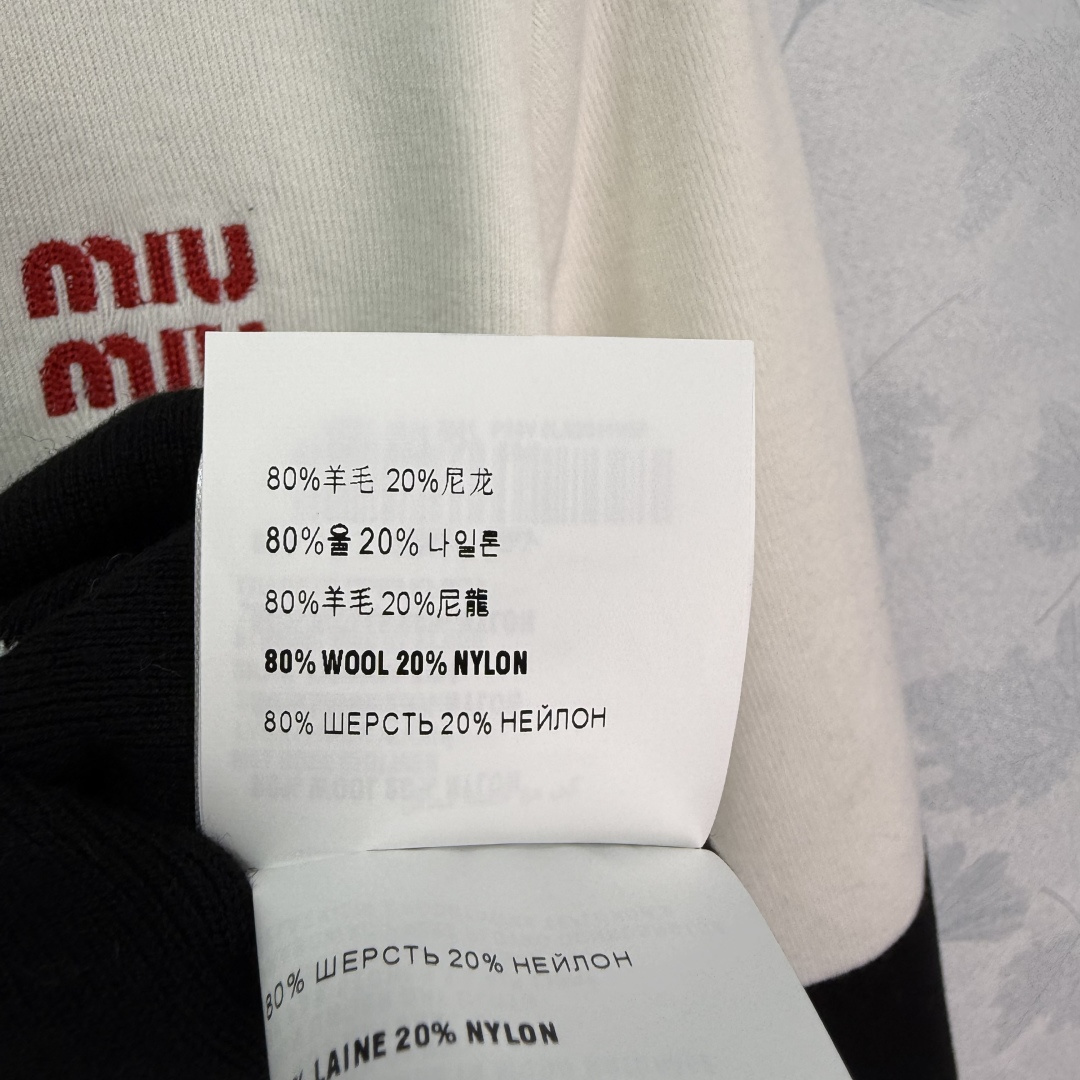 MIU
MIU
80%羊毛 20%尼龙
80%울 20% 나일론
80%羊毛 20%尼龍
80% WOOL 20% NYLON
80% ШЕРСТЬ 20% НЕЙЛОН
80% ШЕРСТЬ 20% НЕЙЛОН
LAINE 20% NYLON